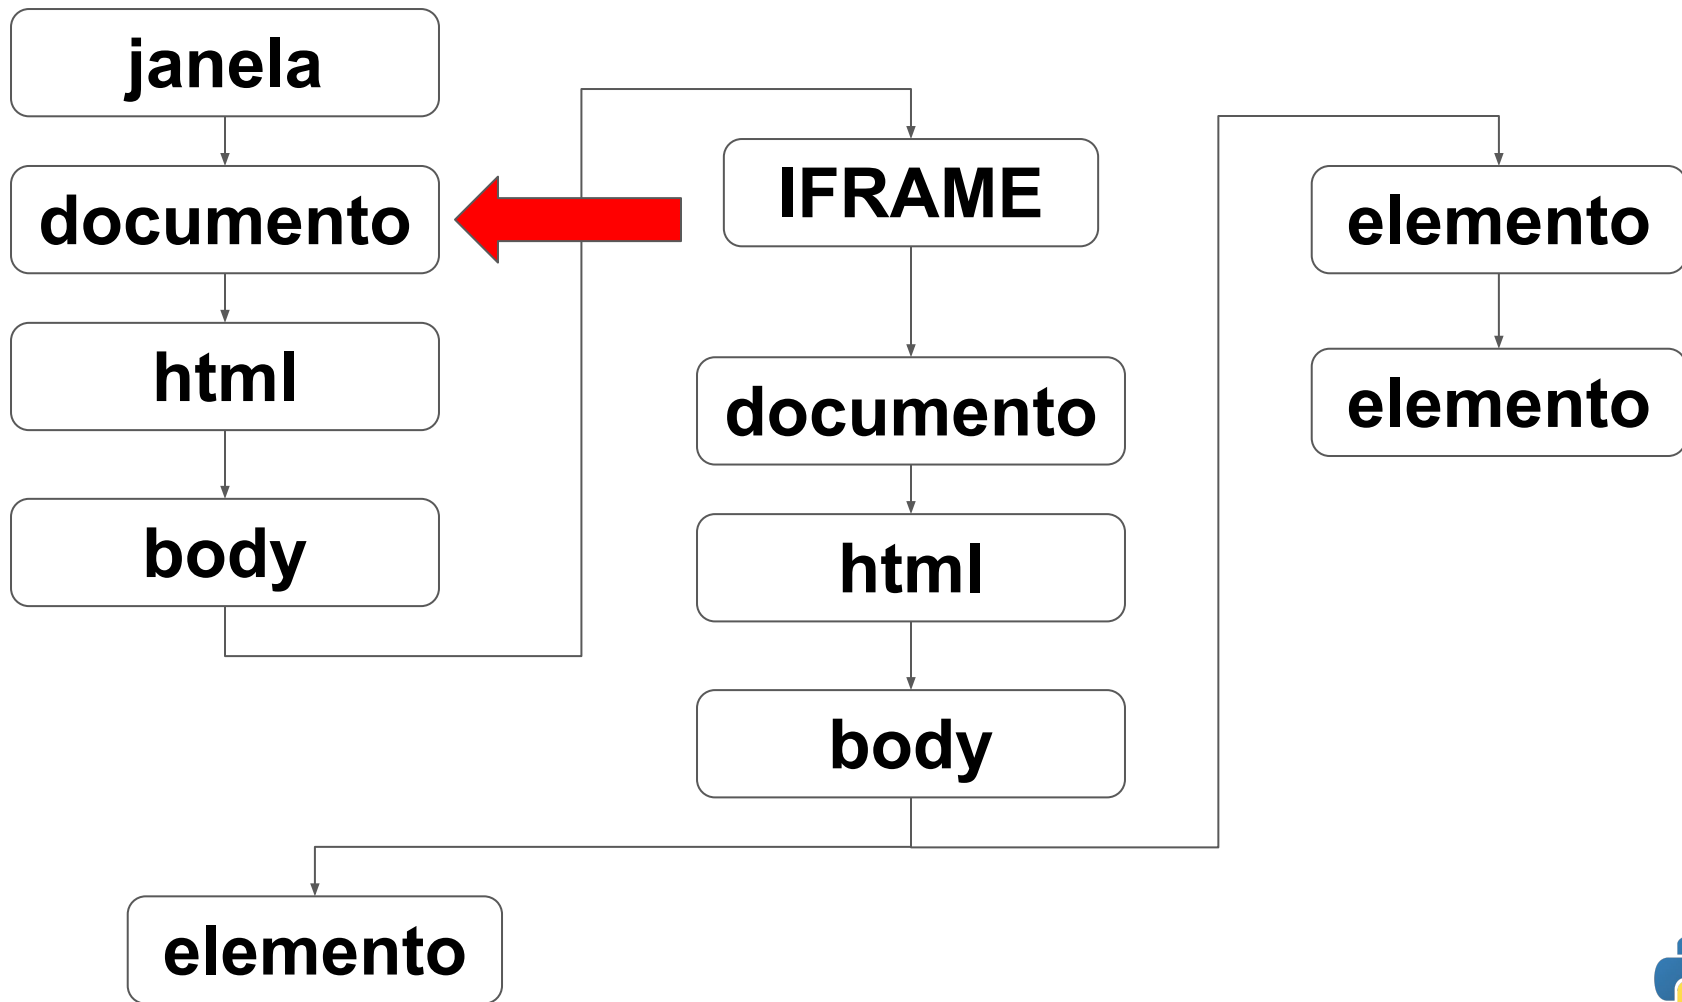 janela
documento
html
body
IFRAME
documento
html
body
elemento
elemento
elemento